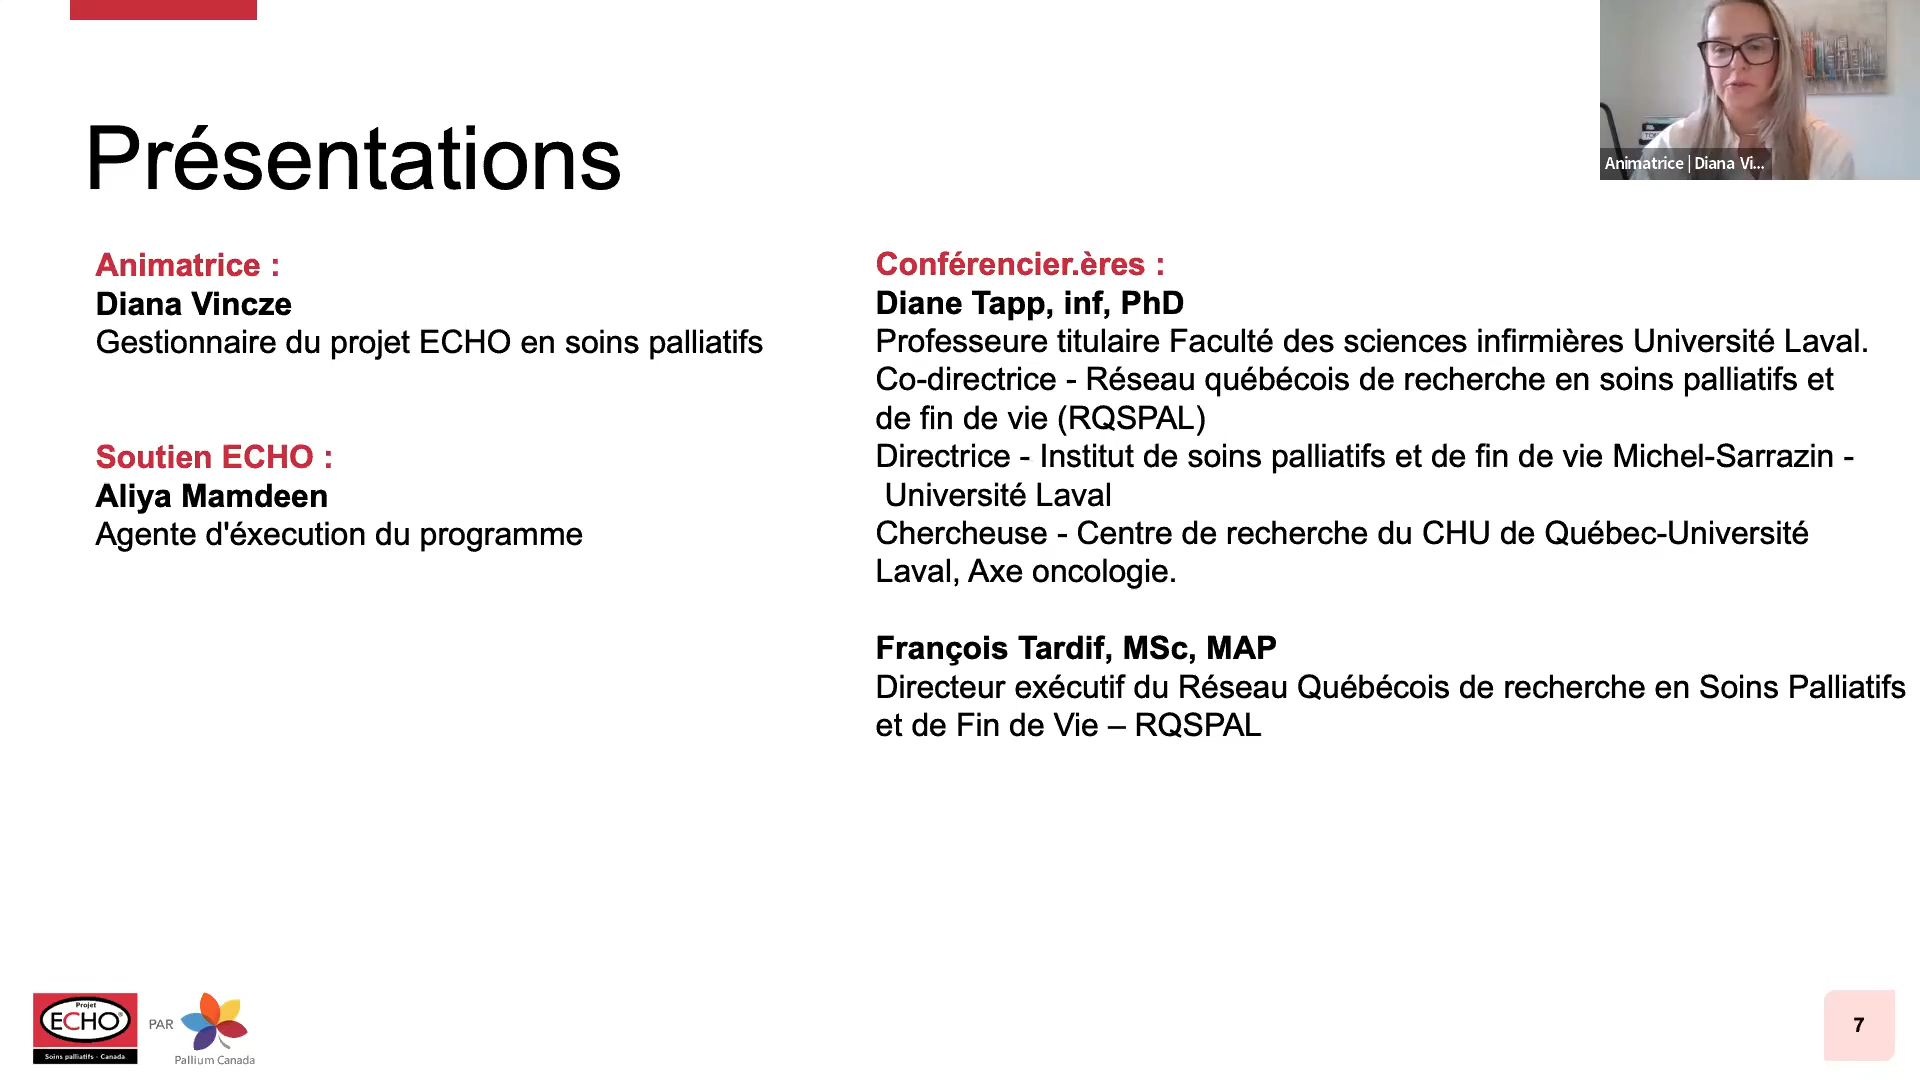 Présentations
Animatrice :
Diana Vincze
Gestionnaire du projet ECHO en soins palliatifs
Soutien ECHO :
Aliya Mamdeen
Agente d'éxecution du programme
Conférencier.ères :
Diane Tapp, inf, PhD
Professeure titulaire Faculté des sciences infirmières Université Laval.
Co-directrice - Réseau québécois de recherche en soins palliatifs et
de fin de vie (RQSPAL)
Directrice - Institut de soins palliatifs et de fin de vie Michel-Sarrazin -
Université Laval
Chercheuse - Centre de recherche du CHU de Québec-Université
Laval, Axe oncologie.
François Tardif, MSc, MAP
Directeur exécutif du Réseau Québécois de recherche en Soins Palliatifs
et de Fin de Vie – RQSPAL
Animatrice | Diana Vi...
Projet
ECHO®
Soins palliatifs - Canada
PAR
Pallium Canada
7